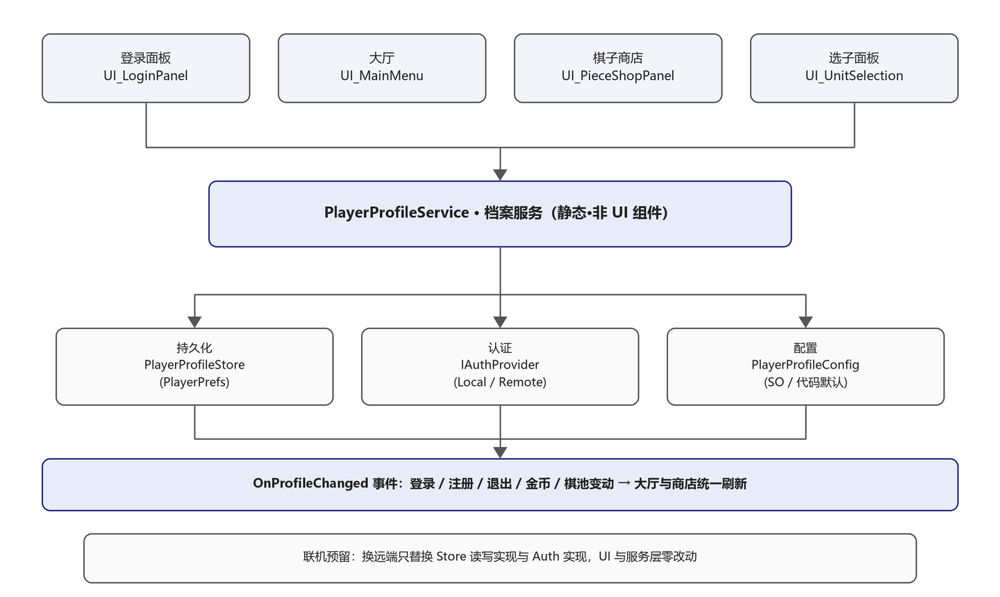 登录面板
UI_LoginPanel
大厅
UI_MainMenu
棋子商店
UI_PieceShopPanel
选子面板
UI_UnitSelection
PlayerProfileService • 档案服务（静态•非 UI 组件）
持久化
PlayerProfileStore
(PlayerPrefs)
认证
IAuthProvider
(Local / Remote)
配置
PlayerProfileConfig
(SO / 代码默认)
OnProfileChanged 事件：登录 / 注册 / 退出 / 金币 / 棋池变动 → 大厅与商店统一刷新
联机预留：换远端只替换 Store 读写实现与 Auth 实现，UI 与服务层零改动